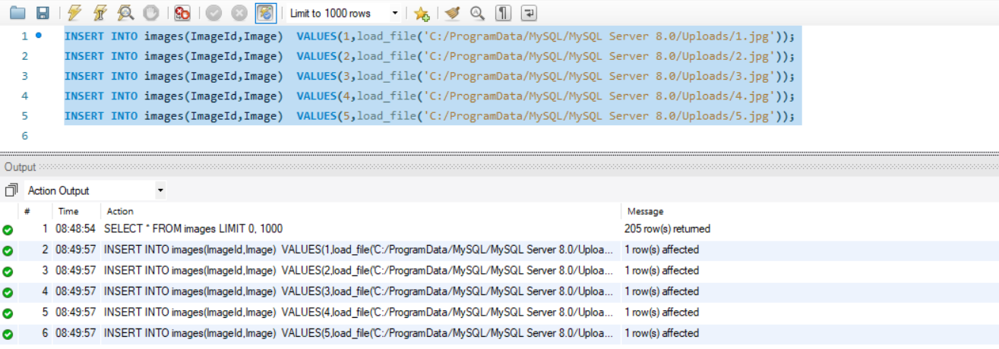 Limit to 1000 rows
1 INSERT INTO images(ImageId,Image) VALUES(1,load_file('C:/ProgramData/MySQL/MySQL Server 8.0/Uploads/1.jpg'));
2 INSERT INTO images(ImageId,Image) VALUES(2,load_file('C:/ProgramData/MySQL/MySQL Server 8.0/Uploads/2.jpg'));
3 INSERT INTO images(ImageId,Image) VALUES(3,load_file('C:/ProgramData/MySQL/MySQL Server 8.0/Uploads/3.jpg'));
4 INSERT INTO images(ImageId,Image) VALUES(4,load_file('C:/ProgramData/MySQL/MySQL Server 8.0/Uploads/4.jpg'));
5 INSERT INTO images(ImageId,Image) VALUES(5,load_file('C:/ProgramData/MySQL/MySQL Server 8.0/Uploads/5.jpg'));
6
Output
Action Output
# Time Action Message
1 08:48:54 SELECT * FROM images LIMIT 0, 1000 205 row(s) returned
2 08:49:57 INSERT INTO images(ImageId,Image) VALUES(1,load_file('C:/ProgramData/MySQL/MySQL Server 8.0/Uploa... 1 row(s) affected
3 08:49:57 INSERT INTO images(ImageId,Image) VALUES(2,load_file('C:/ProgramData/MySQL/MySQL Server 8.0/Uploa... 1 row(s) affected
4 08:49:57 INSERT INTO images(ImageId,Image) VALUES(3,load_file('C:/ProgramData/MySQL/MySQL Server 8.0/Uploa... 1 row(s) affected
5 08:49:57 INSERT INTO images(ImageId,Image) VALUES(4,load_file('C:/ProgramData/MySQL/MySQL Server 8.0/Uploa... 1 row(s) affected
6 08:49:57 INSERT INTO images(ImageId,Image) VALUES(5,load_file('C:/ProgramData/MySQL/MySQL Server 8.0/Uploa... 1 row(s) affected